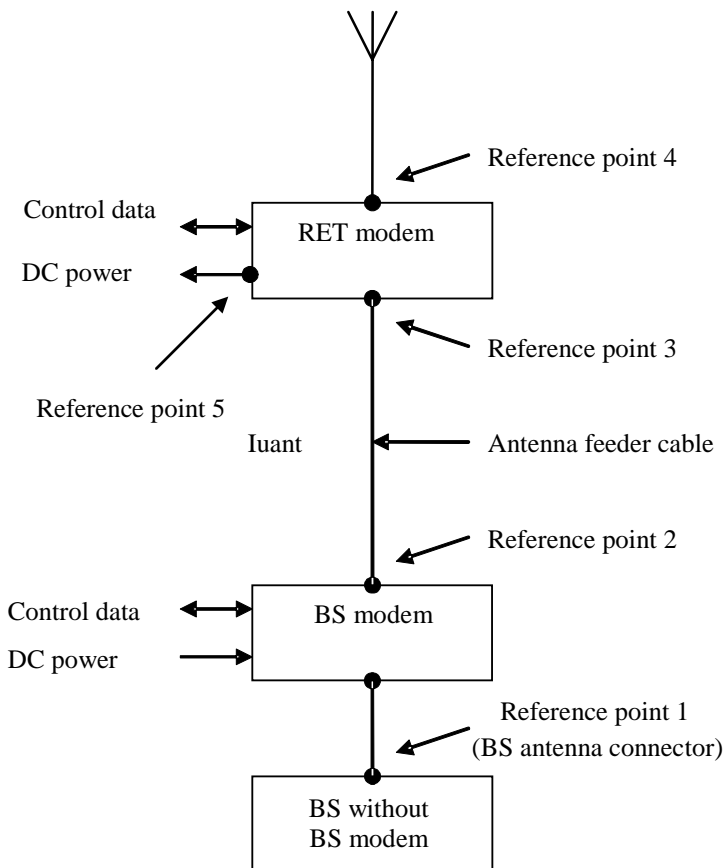 Reference point 4
Control data
RET modem
DC power
Reference point 3
Reference point 5
Iuant
Antenna feeder cable
Reference point 2
Control data
BS modem
DC power
Reference point 1
(BS antenna connector)
BS without
BS modem